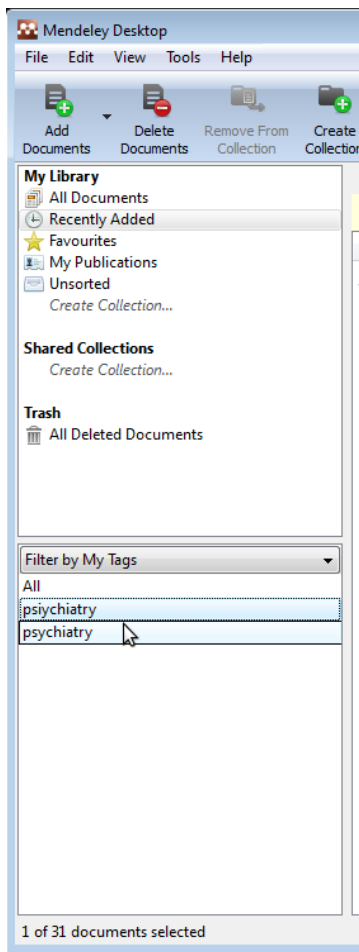 Mendeley Desktop
File Edit View Tools Help
Add Documents
Delete Documents
Remove From Collection
Create Collection
My Library
All Documents
Recently Added
Favourites
My Publications
Unsorted
Create Collection...
Shared Collections
Create Collection...
Trash
All Deleted Documents
Filter by My Tags
All
psiychiatry
psychiatry
1 of 31 documents selected